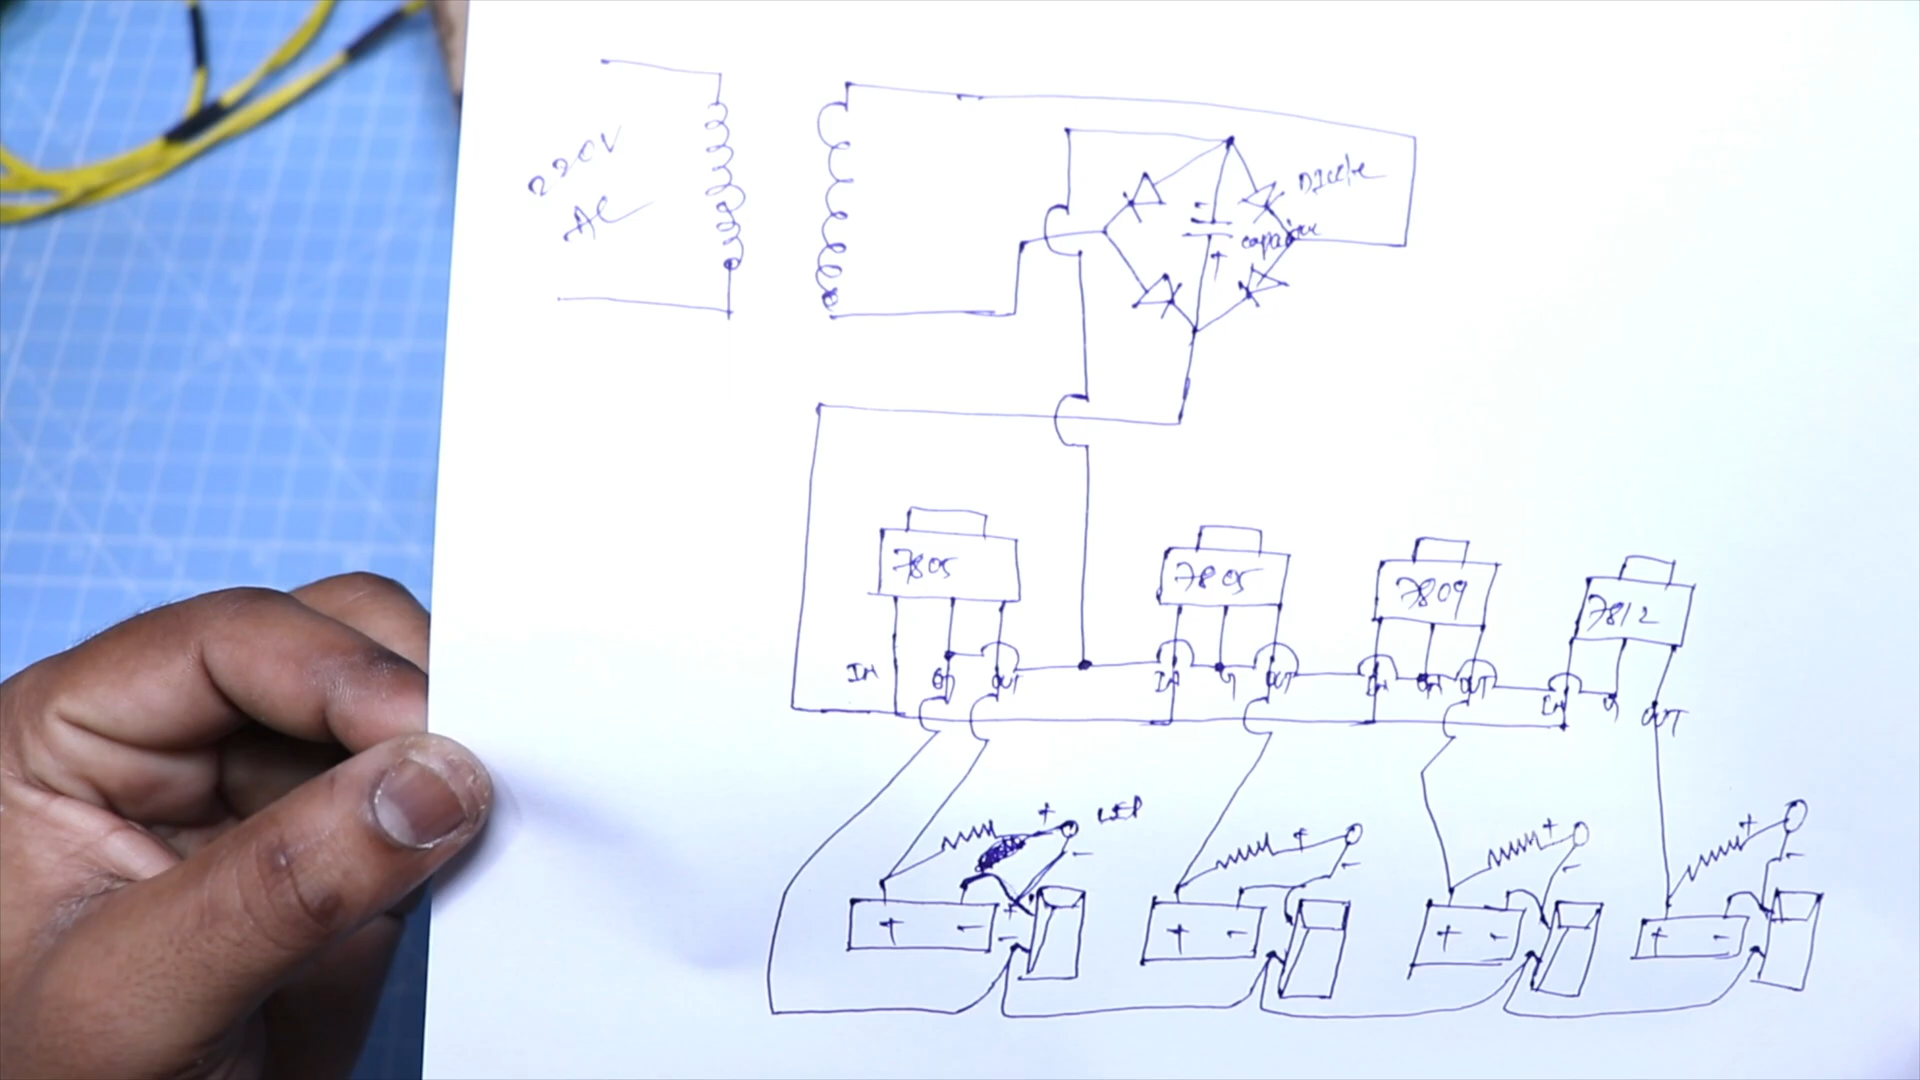 220V
AC
DIode
-
capacitor
+
7805
7805
7809
7812
In
G
OUT
In
G
OUT
In
G
OUT
In
G
OUT
+
LED
-
+
-
+
-
+
-
+ -
+
-
+ -
+ -
+ -